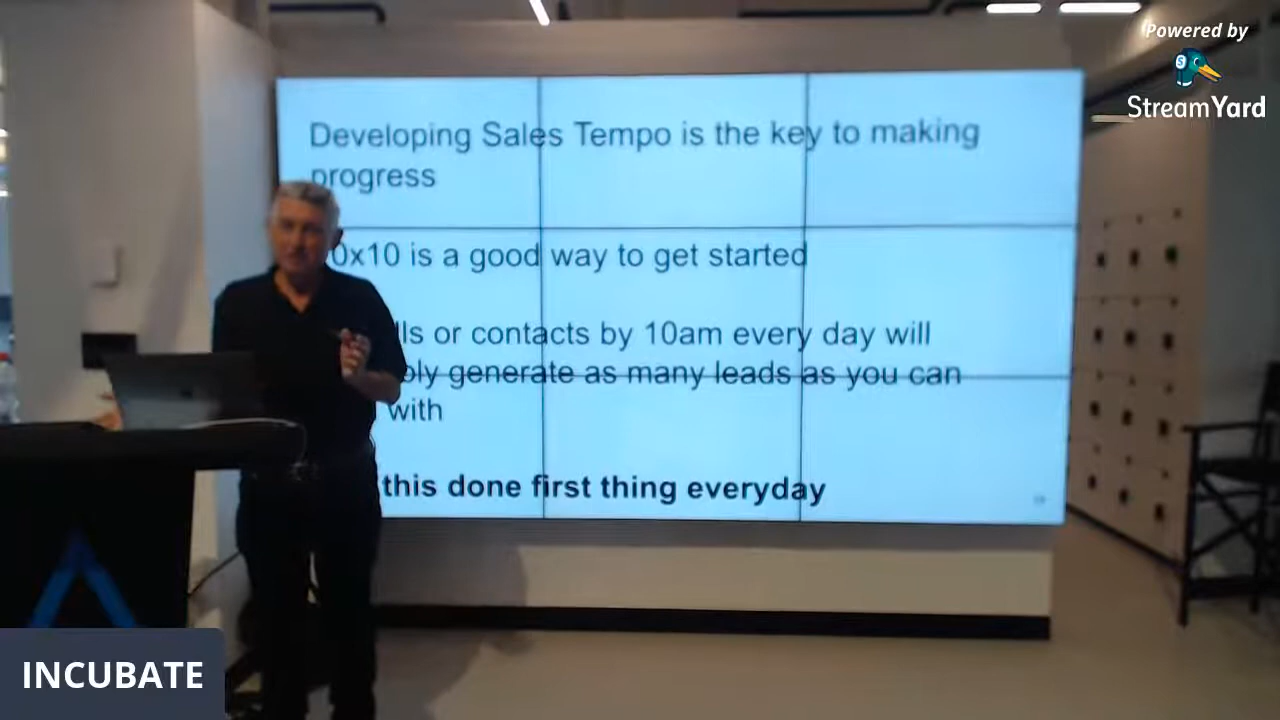 Powered by
StreamYard
Developing Sales Tempo is the key to making
progress
0x10 is a good way to get started
lls or contacts by 10am every day will
bly generate as many leads as you can
with
this done first thing everyday
INCUBATE